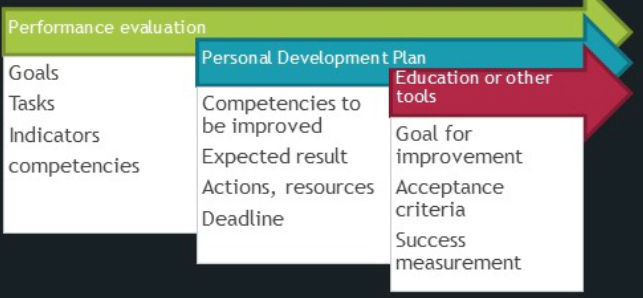 Performance evaluation
Goals
Tasks
Indicators
competencies
Personal Development Plan
Competencies to
be improved
Expected result
Actions, resources
Deadline
Education or other
tools
Goal for
improvement
Acceptance
criteria
Success
measurement